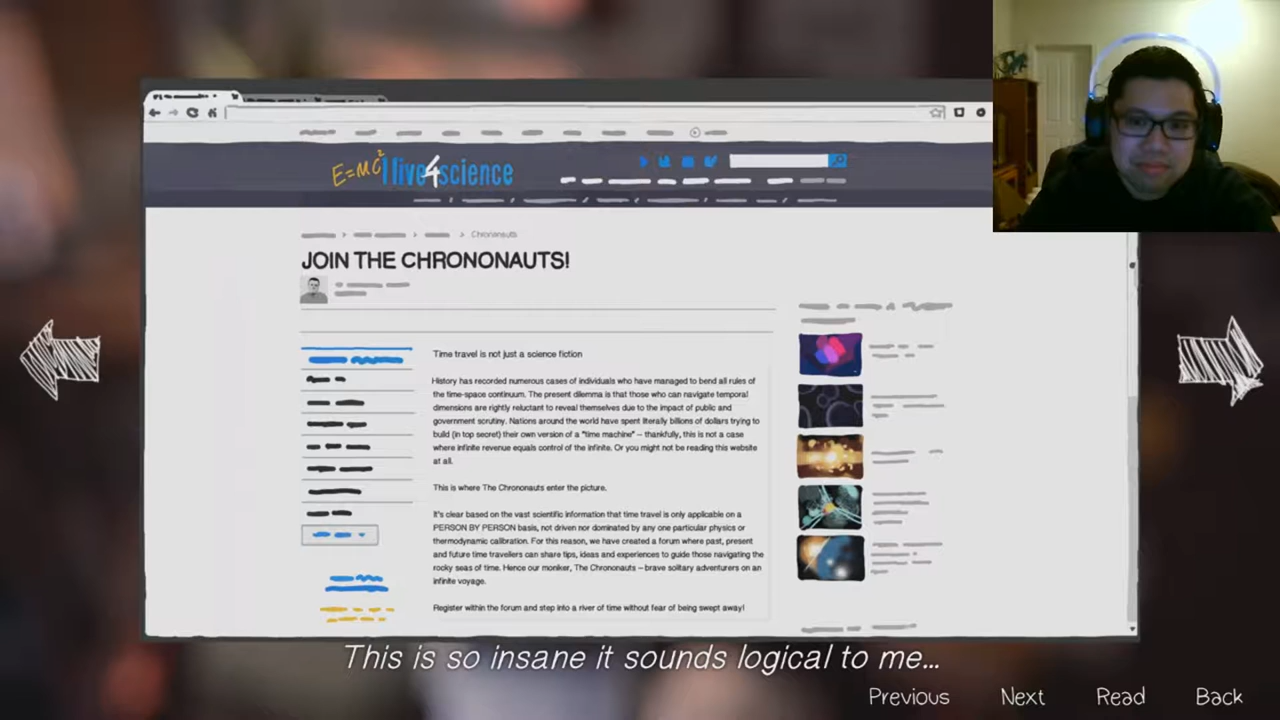 E=MC² I live4science
Chrononauts
JOIN THE CHRONONAUTS!
Time travel is not just a science fiction
History has recorded numerous cases of individuals who have managed to bend all rules of
the time-space continuum. The present dilemma is that those who can navigate temporal
dimensions are rightly reluctant to reveal themselves due to the impact of public and
government scrutiny. Nations around the world have spent literally billions of dollars trying to
build (in top secret) their own version of a "time machine" – thankfully, this is not a case
where infinite revenue equals control of the infinite. Or you might not be reading this website
at all.
This is where The Chrononauts enter the picture.
It's clear based on the vast scientific information that time travel is only applicable on a
PERSON BY PERSON basis, not driven nor dominated by any one particular physics or
thermodynamic calibration. For this reason, we have created a forum where past, present
and future time travellers can share tips, ideas and experiences to guide those navigating the
rocky seas of time. Hence our moniker, The Chrononauts – brave solitary adventurers on an
infinite voyage.
Register within the forum and step into a river of time without fear of being swept away!
This is so insane it sounds logical to me...
Previous Next Read Back